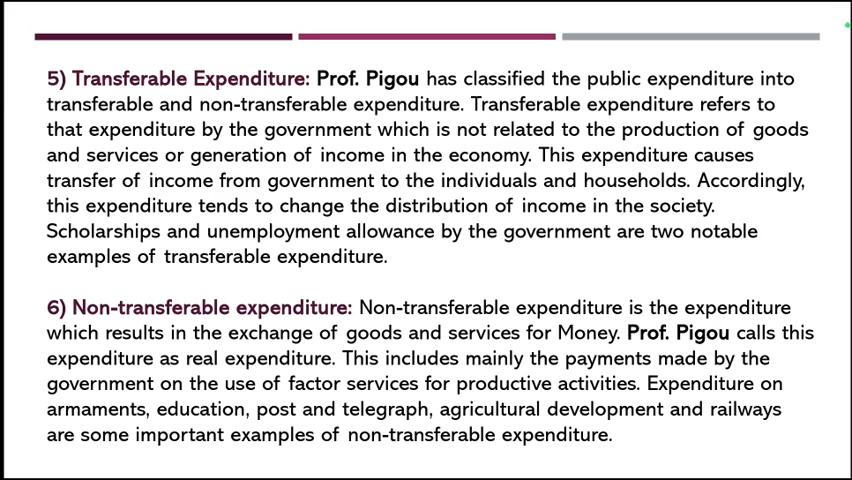 5) Transferable Expenditure: Prof. Pigou has classified the public expenditure into
transferable and non-transferable expenditure. Transferable expenditure refers to
that expenditure by the government which is not related to the production of goods
and services or generation of income in the economy. This expenditure causes
transfer of income from government to the individuals and households. Accordingly,
this expenditure tends to change the distribution of income in the society.
Scholarships and unemployment allowance by the government are two notable
examples of transferable expenditure.
6) Non-transferable expenditure: Non-transferable expenditure is the expenditure
which results in the exchange of goods and services for Money. Prof. Pigou calls this
expenditure as real expenditure. This includes mainly the payments made by the
government on the use of factor services for productive activities. Expenditure on
armaments, education, post and telegraph, agricultural development and railways
are some important examples of non-transferable expenditure.